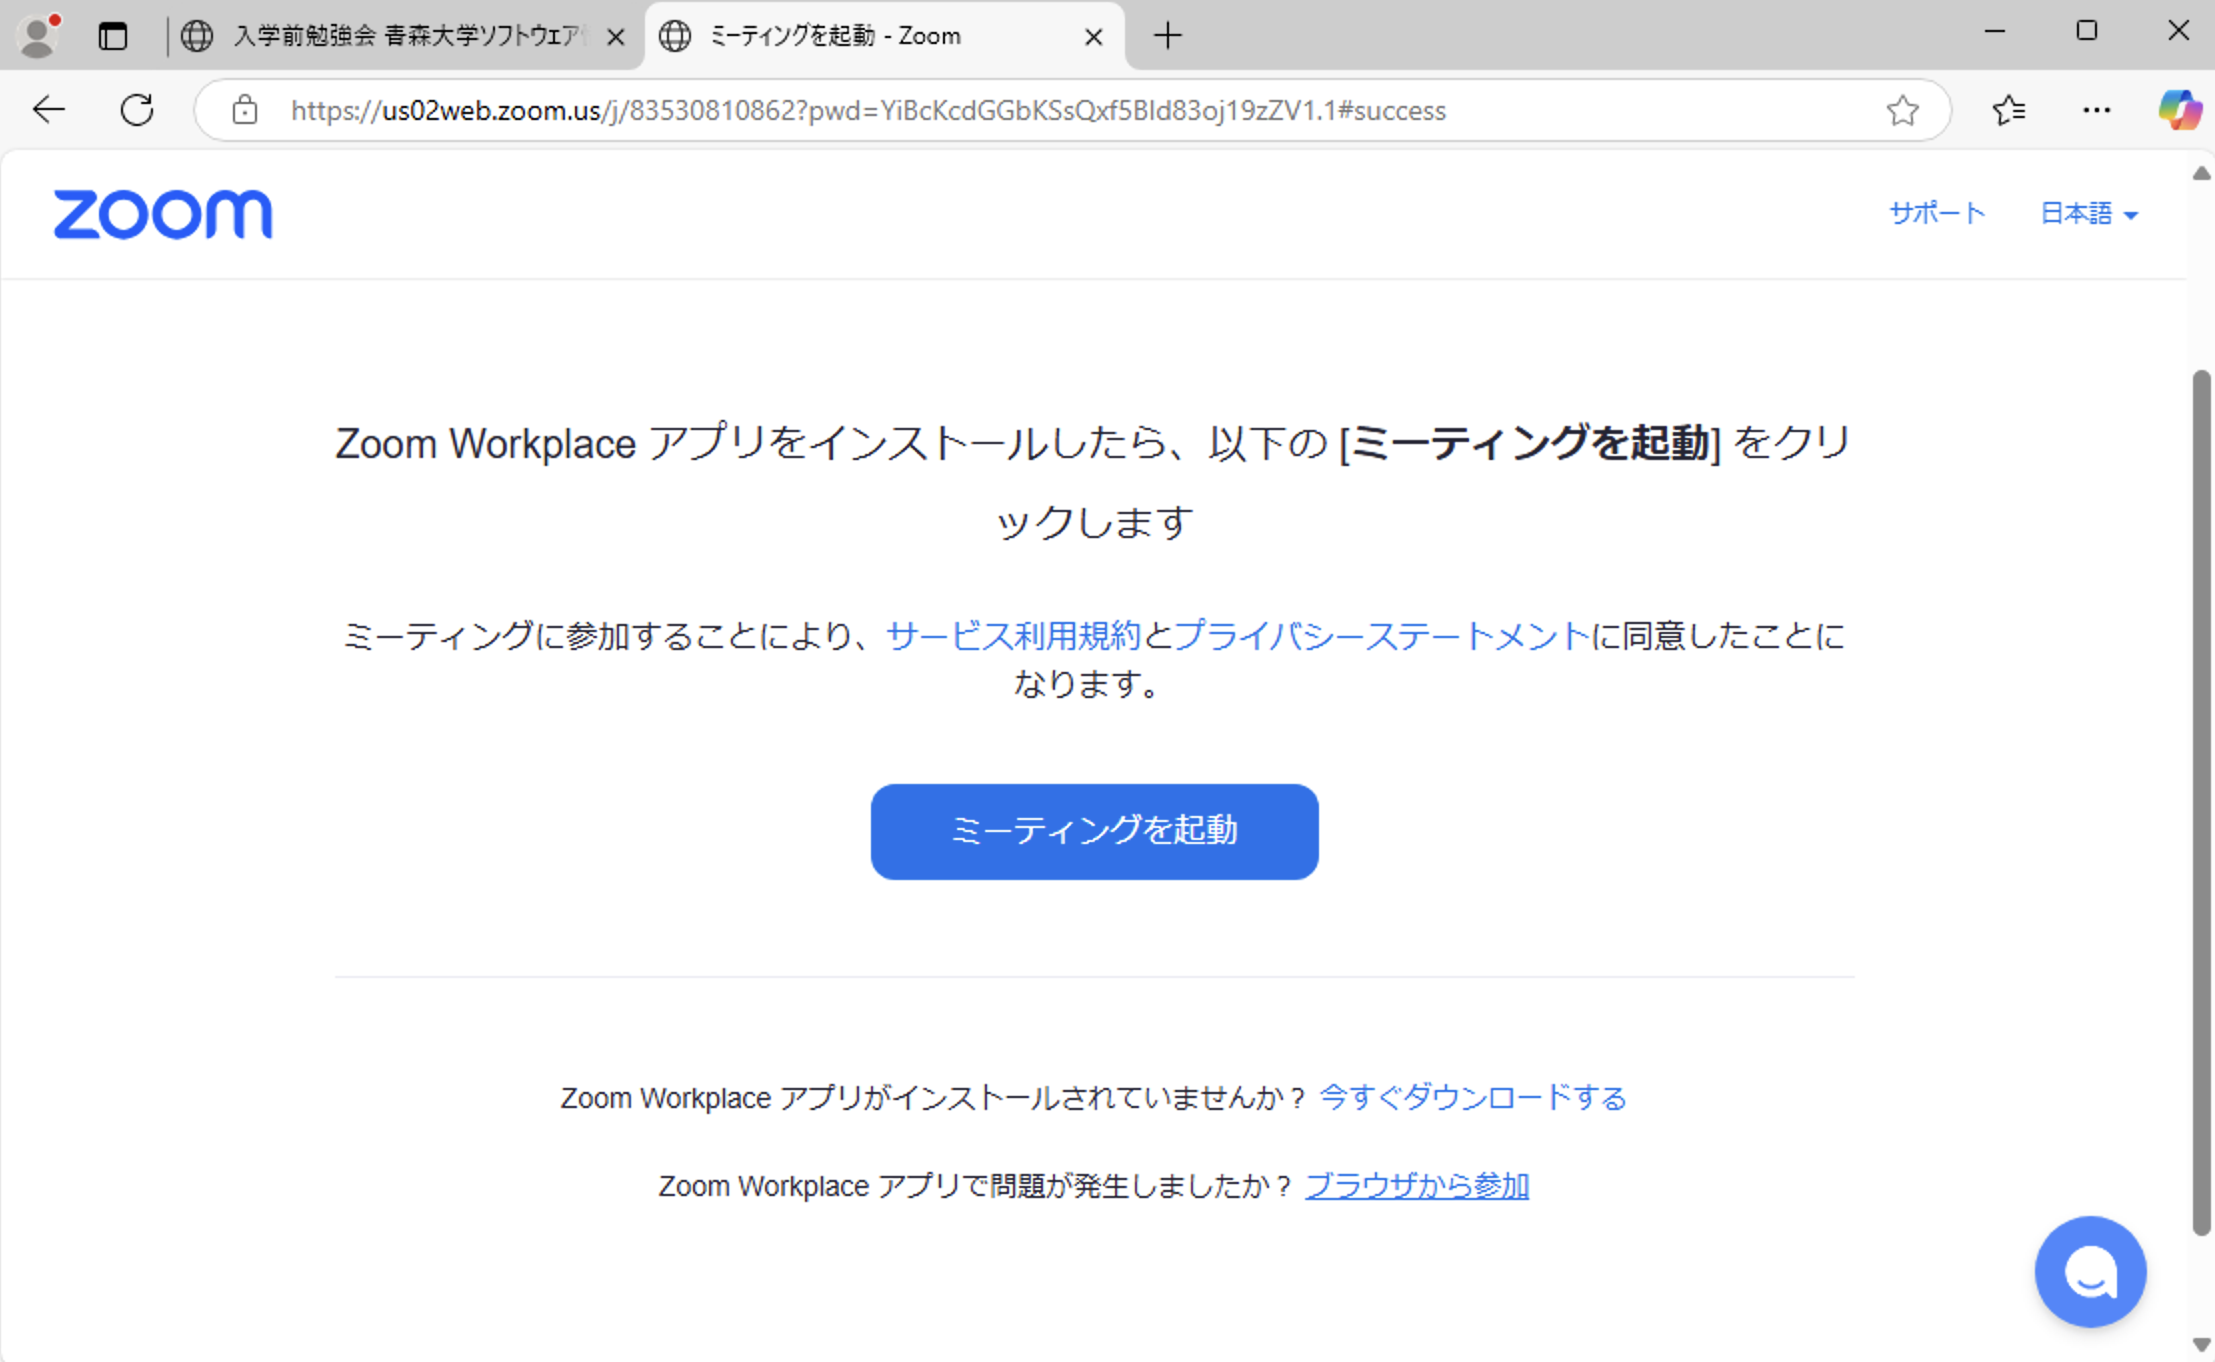 入学前勉強会 青森大学ソフトウェア
ミーティングを起動 - Zoom
https://us02web.zoom.us/j/83530810862?pwd=YiBcKcdGGbKSsQxf5Bld83oj19zZV1.1#success
zoom
サポート
日本語
Zoom Workplace アプリをインストールしたら、以下の [ミーティングを起動] をクリ
ックします
ミーティングに参加することにより、サービス利用規約とプライバシーステートメントに同意したことに
なります。
ミーティングを起動
Zoom Workplace アプリがインストールされていませんか？ 今すぐダウンロードする
Zoom Workplace アプリで問題が発生しましたか？ ブラウザから参加